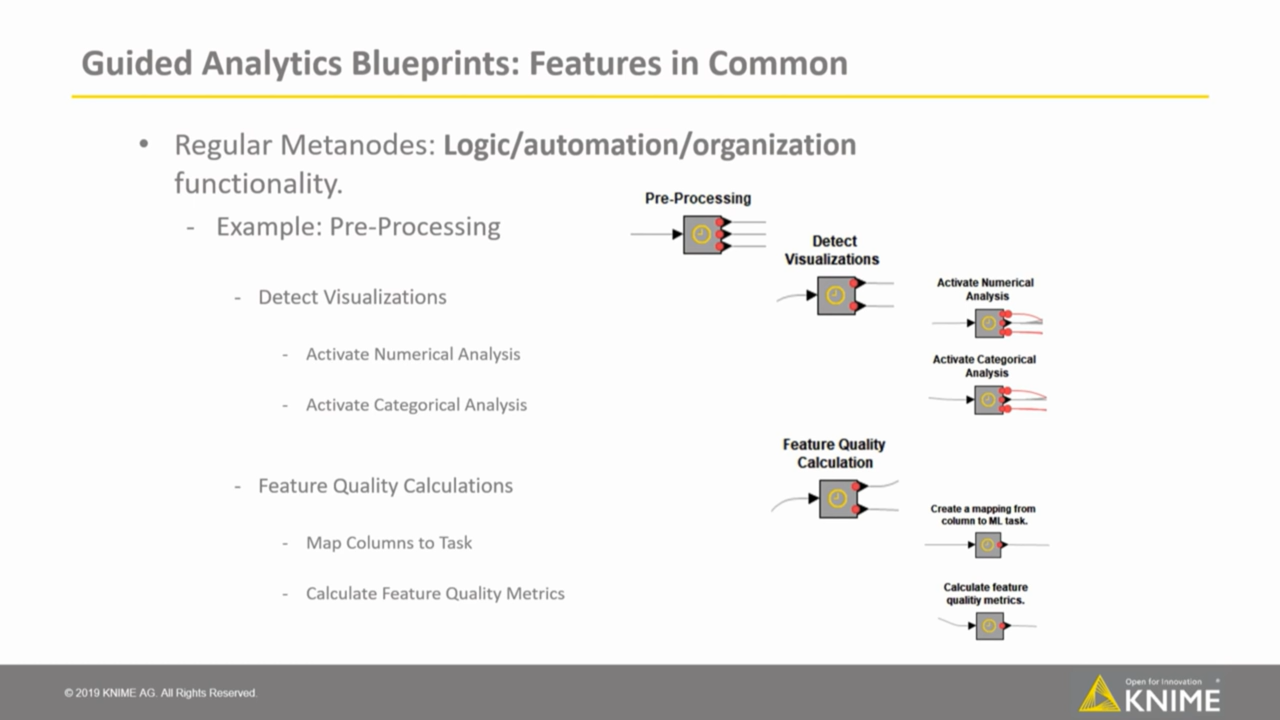 Guided Analytics Blueprints: Features in Common
• Regular Metanodes: Logic/automation/organization
functionality.
- Example: Pre-Processing
- Detect Visualizations
- Activate Numerical Analysis
- Activate Categorical Analysis
- Feature Quality Calculations
- Map Columns to Task
- Calculate Feature Quality Metrics
Pre-Processing
Detect
Visualizations
Activate Numerical
Analysis
Activate Categorical
Analysis
Feature Quality
Calculation
Create a mapping from
column to ML task.
Calculate feature
qualitiy metrics.
© 2019 KNIME AG. All Rights Reserved.
Open for Innovation
KNIME